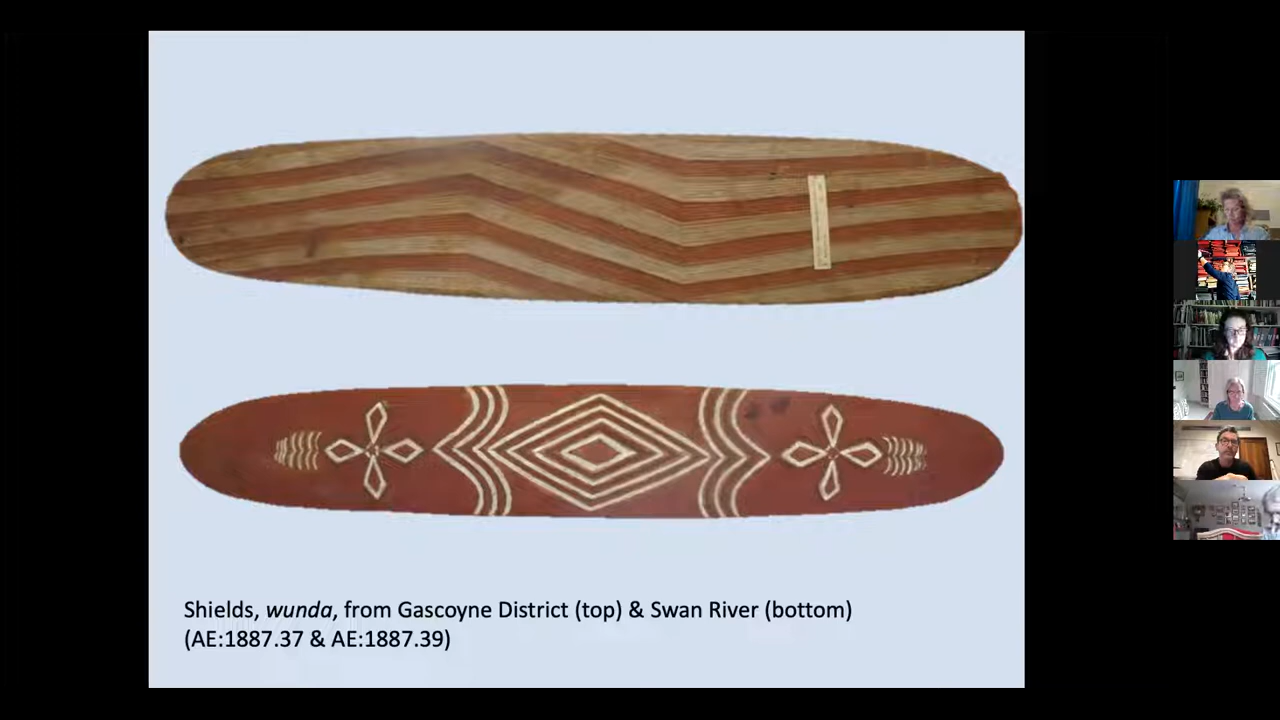 Shields, wunda, from Gascoyne District (top) & Swan River (bottom)
(AE:1887.37 & AE:1887.39)